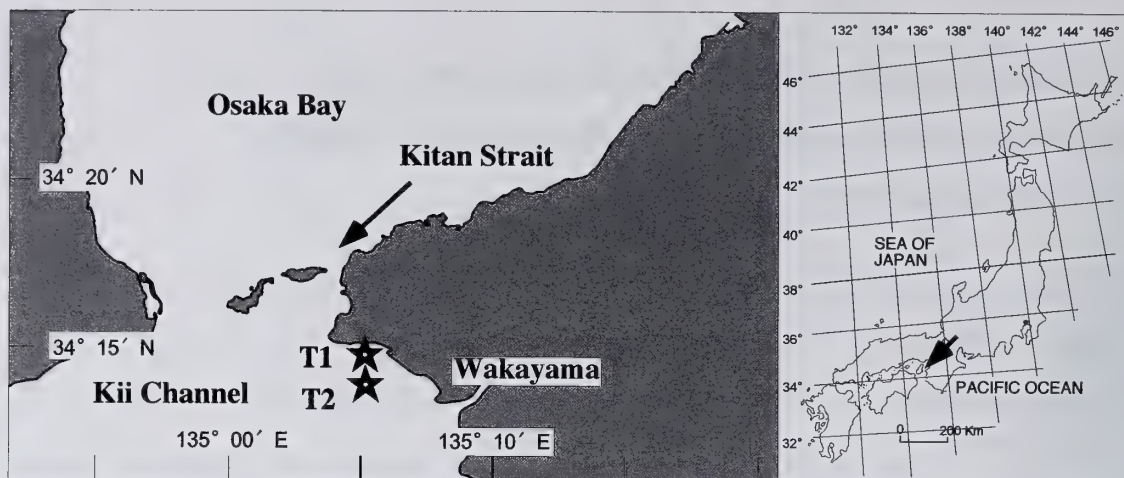 Osaka Bay
Kitan Strait
34° 20′ N
34° 15′ N
T1
T2
Wakayama
Kii Channel
135° 00′ E
135° 10′ E
132° 134° 136° 138° 140° 142° 144° 146°
46°
44°
42°
40°
38°
36°
34°
32°
SEA OF
JAPAN
PACIFIC OCEAN
0 200 Km